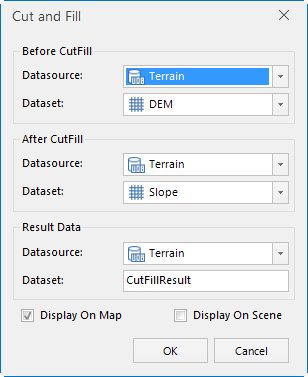 Cut and Fill
Before CutFill
Datasource: Terrain
Dataset: DEM
After CutFill
Datasource: Terrain
Dataset: Slope
Result Data
Datasource: Terrain
Dataset: CutFillResult
Display On Map Display On Scene
OK Cancel